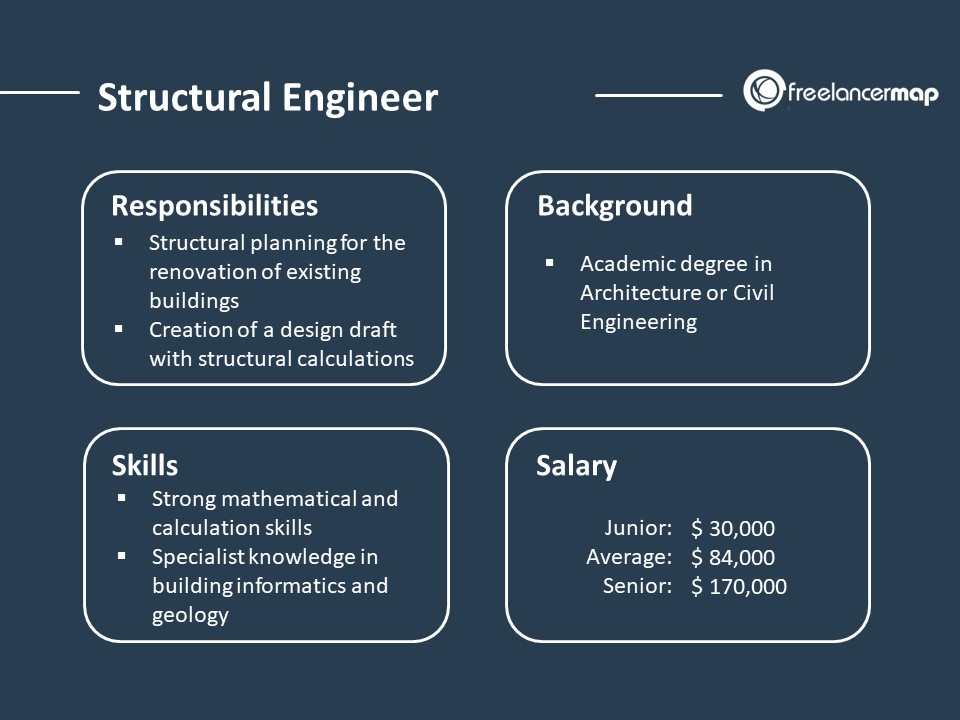 Structural Engineer
freelancermap
Responsibilities
▪ Structural planning for the
renovation of existing
buildings
▪ Creation of a design draft
with structural calculations
Background
▪ Academic degree in
Architecture or Civil
Engineering
Skills
▪ Strong mathematical and
calculation skills
▪ Specialist knowledge in
building informatics and
geology
Salary
Junior: $ 30,000
Average: $ 84,000
Senior: $ 170,000